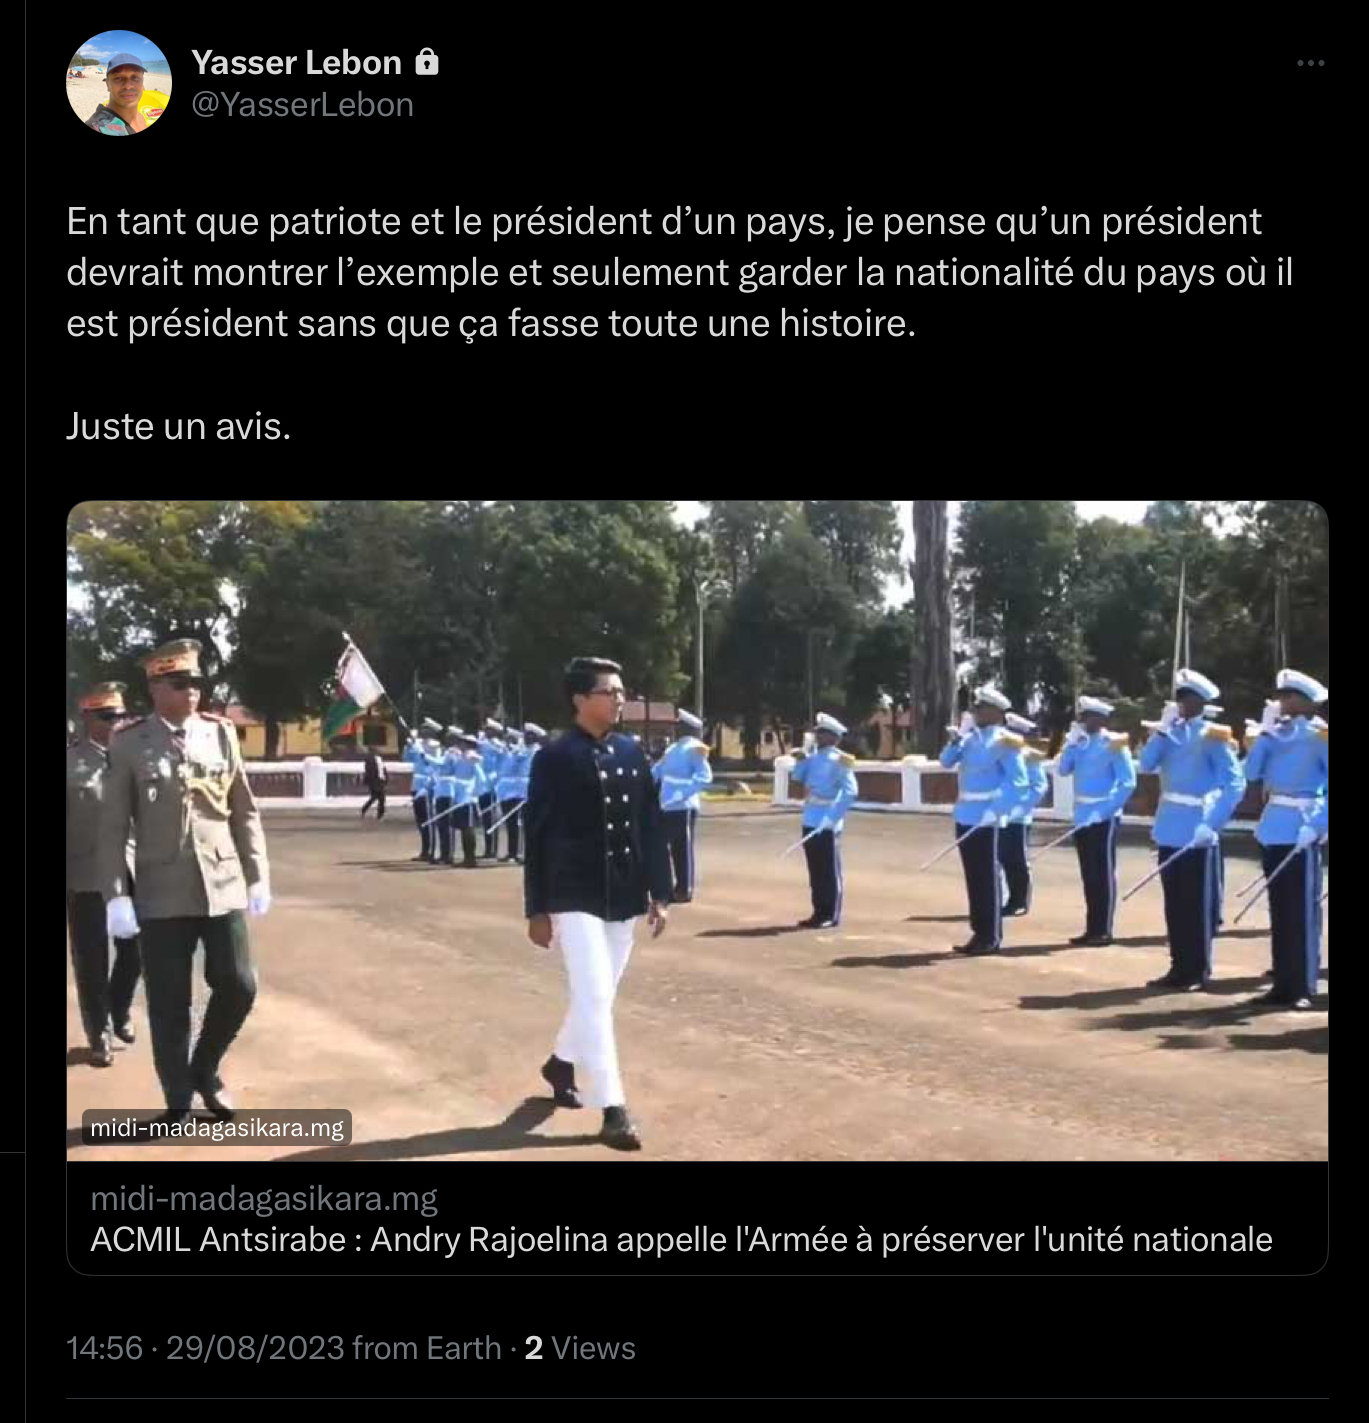 Yasser Lebon
@YasserLebon
En tant que patriote et le président d’un pays, je pense qu’un président
devrait montrer l’exemple et seulement garder la nationalité du pays où il
est président sans que ça fasse toute une histoire.
Juste un avis.
midi-madagasikara.mg
midi-madagasikara.mg
ACMIL Antsirabe : Andry Rajoelina appelle l'Armée à préserver l'unité nationale
14:56 · 29/08/2023 from Earth · 2 Views